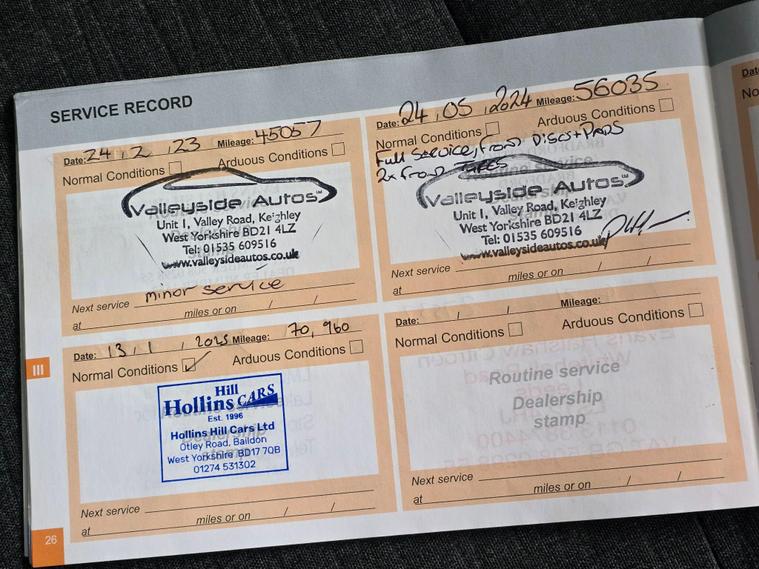 SERVICE RECORD
Date: 24 / 2 / 23 Mileage: 45057
Normal Conditions Arduous Conditions
Valleyside Autos Ltd
Unit 1, Valley Road, Keighley
West Yorkshire BD21 4LZ
Tel: 01535 609516
www.valleysideautos.co.uk
minor service
Next service
at miles or on / /
Date: 24 / 05 / 2024 Mileage: 56035
Normal Conditions Arduous Conditions
Full Service, front Discs + Pads
2x front TYRES
Valleyside Autos Ltd
Unit 1, Valley Road, Keighley
West Yorkshire BD21 4LZ
Tel: 01535 609516
www.valleysideautos.co.uk
Next service
at miles or on / /
Date: 13 / 1 / 2025 Mileage: 70,960
Normal Conditions ✓ Arduous Conditions
Hill
Hollins CARS
Est. 1996
Hollins Hill Cars Ltd
Otley Road, Baildon
West Yorkshire BD17 7QB
01274 531302
Next service
at miles or on / /
Date: / / Mileage:
Normal Conditions Arduous Conditions
Routine service
Dealership
stamp
Next service
at miles or on / /
III
26